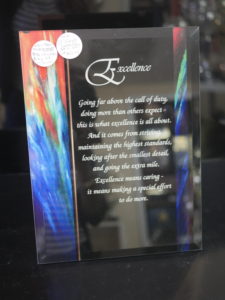 Excellence
Going far above the call of duty,
doing more than others expect -
this is what excellence is all about.
And it comes from striving,
maintaining the highest standards,
looking after the smallest detail,
and going the extra mile.
Excellence means caring -
it means making a special effort
to do more.